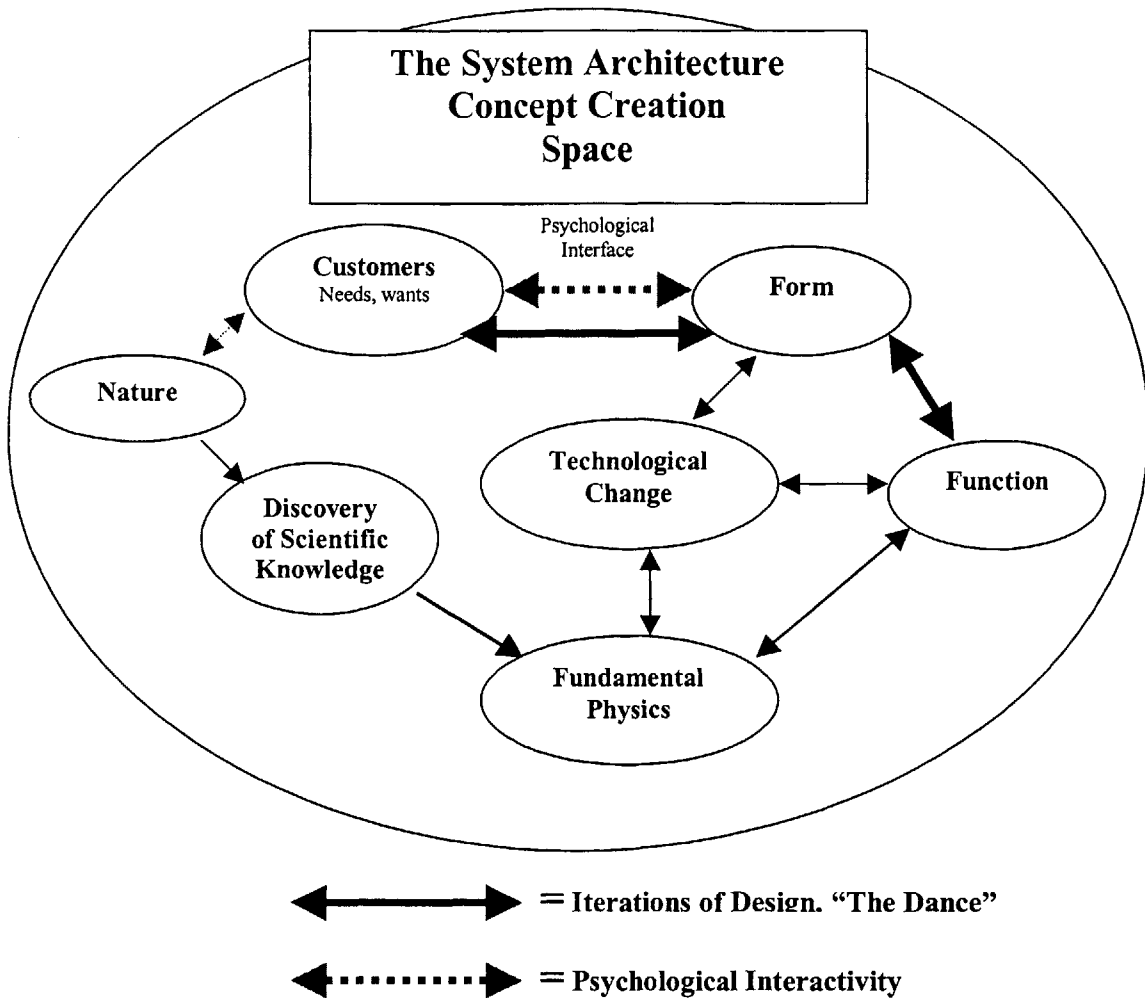 The System Architecture
Concept Creation
Space
Psychological
Interface
Customers
Needs, wants
Form
Nature
Technological
Change
Function
Discovery
of Scientific
Knowledge
Fundamental
Physics
= Iterations of Design. “The Dance”
= Psychological Interactivity